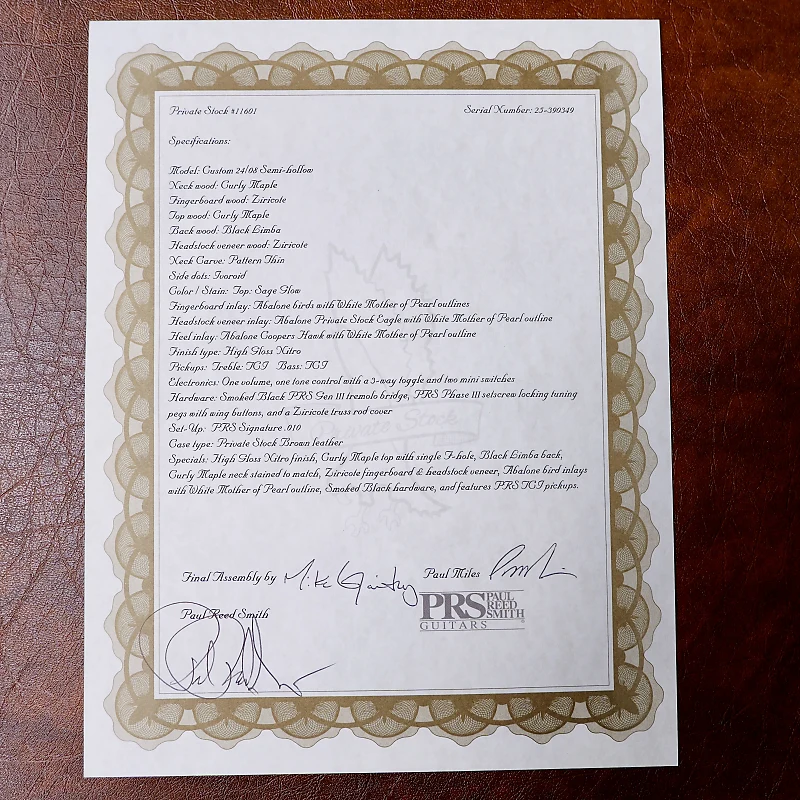 Private Stock #11601 Serial Number: 25-390349
Specifications:
Model: Custom 24/08 Semi-hollow
Neck wood: Curly Maple
Fingerboard wood: Ziricote
Top wood: Curly Maple
Back wood: Black Limba
Headstock veneer wood: Ziricote
Neck Carve: Pattern Thin
Side dots: Ivoroid
Color / Stain: Top: Sage Glow
Fingerboard inlay: Abalone birds with White Mother of Pearl outlines
Headstock veneer inlay: Abalone Private Stock Eagle with White Mother of Pearl outline
Heel inlay: Abalone Coopers Hawk with White Mother of Pearl outline
Finish type: High Gloss Nitro
Pickups: Treble: TCI Bass: TCI
Electronics: One volume, one tone control with a 3-way toggle and two mini switches
Hardware: Smoked Black PRS Gen III tremolo bridge, PRS Phase III setscrew locking tuning
pegs with wing buttons, and a Ziricote truss rod cover
Set-Up: PRS Signature .010
Case type: Private Stock Brown leather
Specials: High Gloss Nitro finish, Curly Maple top with single F-hole, Black Limba back,
Curly Maple neck stained to match, Ziricote fingerboard & headstock veneer, Abalone bird inlays
with White Mother of Pearl outline, Smoked Black hardware, and features PRS TCI pickups.
Final Assembly by Mike Paul Miles
Paul Reed Smith
PRS PAUL REED SMITH
GUITARS